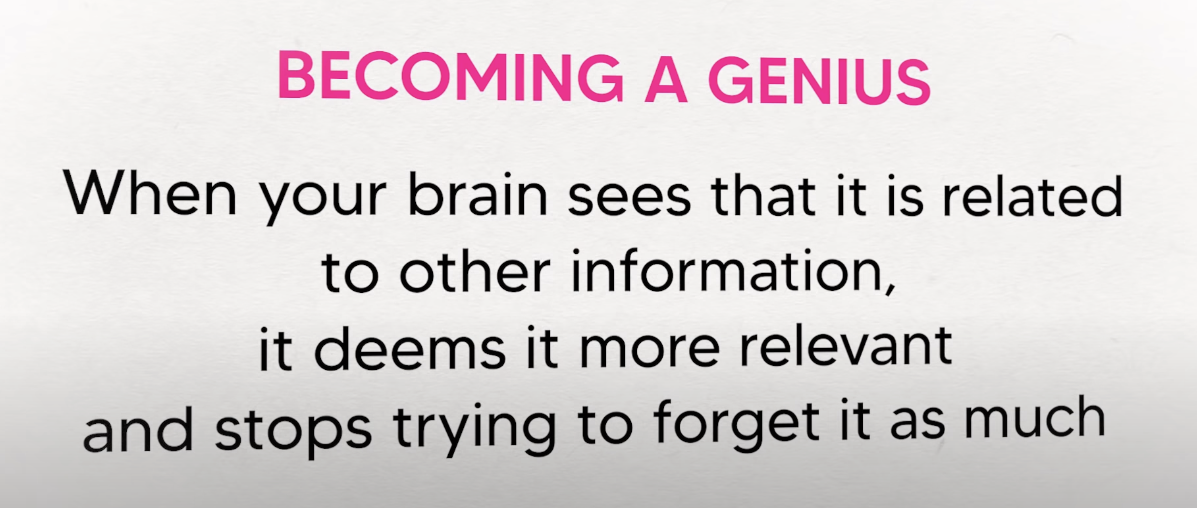 BECOMING A GENIUS
When your brain sees that it is related
to other information,
it deems it more relevant
and stops trying to forget it as much